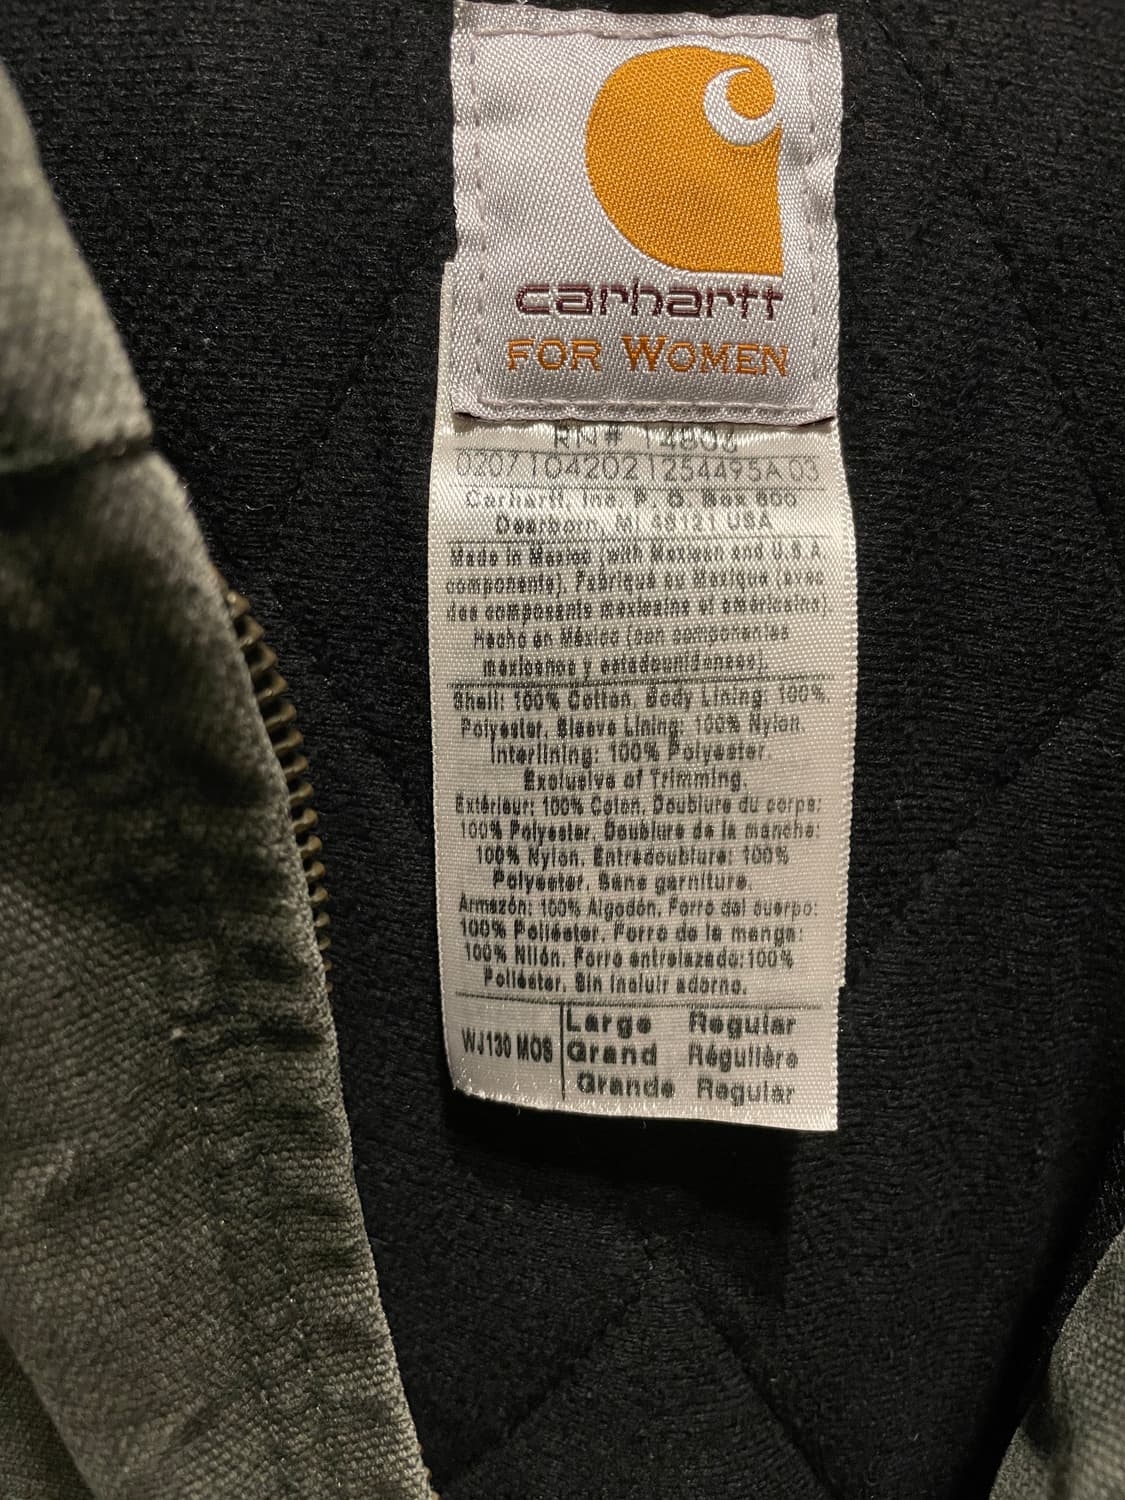 carhartt
FOR WOMEN
RN# 14806
020710420212544 95A 03
Carhartt, Inc. P. O. Box 600
Dearborn, MI 48121 USA
Made in Mexico (with Mexican and U.S.A
components). Fabriqué au Mexique (avec
des composants mexicains et américains).
Hecho en México (con componentes
mexicanos y estadounidenses).
Shell: 100% Cotton. Body Lining: 100%
Polyester. Sleeve Lining: 100% Nylon.
Interlining: 100% Polyester.
Exclusive of Trimming.
Extérieur: 100% Coton. Doublure du corps:
100% Polyester. Doublure de la manche:
100% Nylon. Entredoublure: 100%
Polyester. Sans garniture.
Armazón: 100% Algodón. Forro del cuerpo:
100% Poliéster. Forro de la manga:
100% Nilón. Forro entrelazado: 100%
Poliéster. Sin incluir adorno.
WJ130 MOS
Large Regular
Grand Régulière
Grande Regular